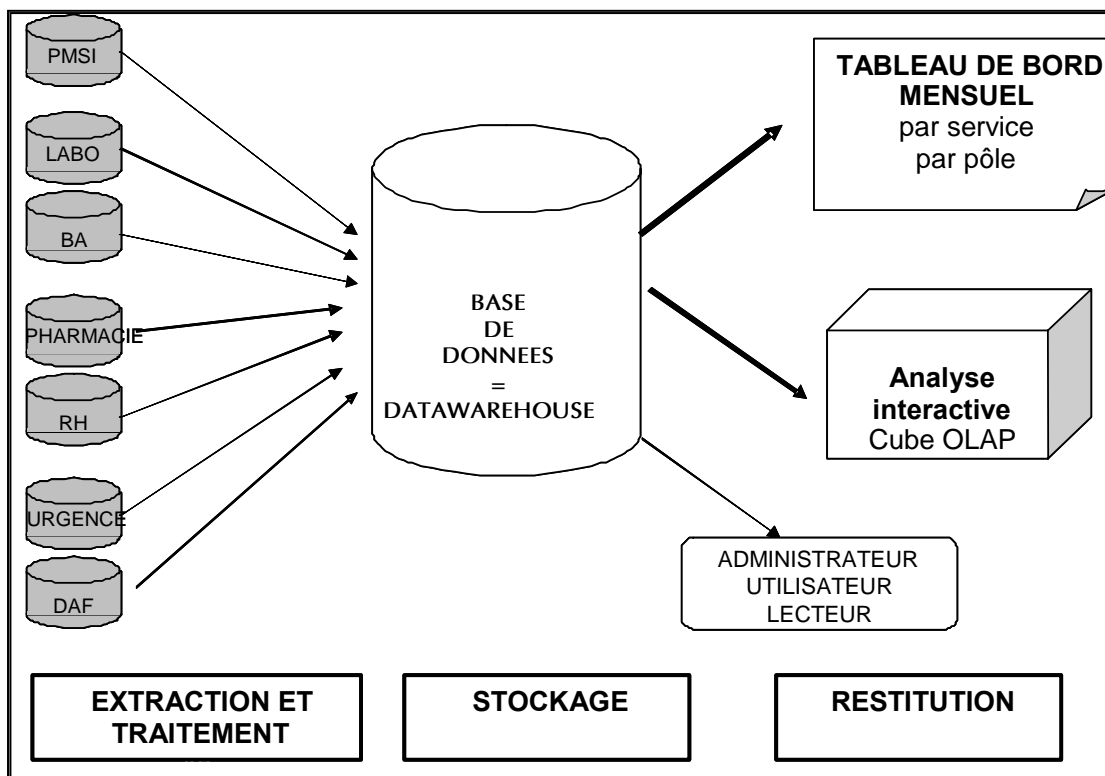 PMSI
LABO
BA
PHARMACIE
RH
URGENCE
DAF
BASE
DE
DONNEES
=
DATAWAREHOUSE
TABLEAU DE BORD
MENSUEL
par service
par pôle
Analyse
interactive
Cube OLAP
ADMINISTRATEUR
UTILISATEUR
LECTEUR
EXTRACTION ET
TRAITEMENT
STOCKAGE
RESTITUTION